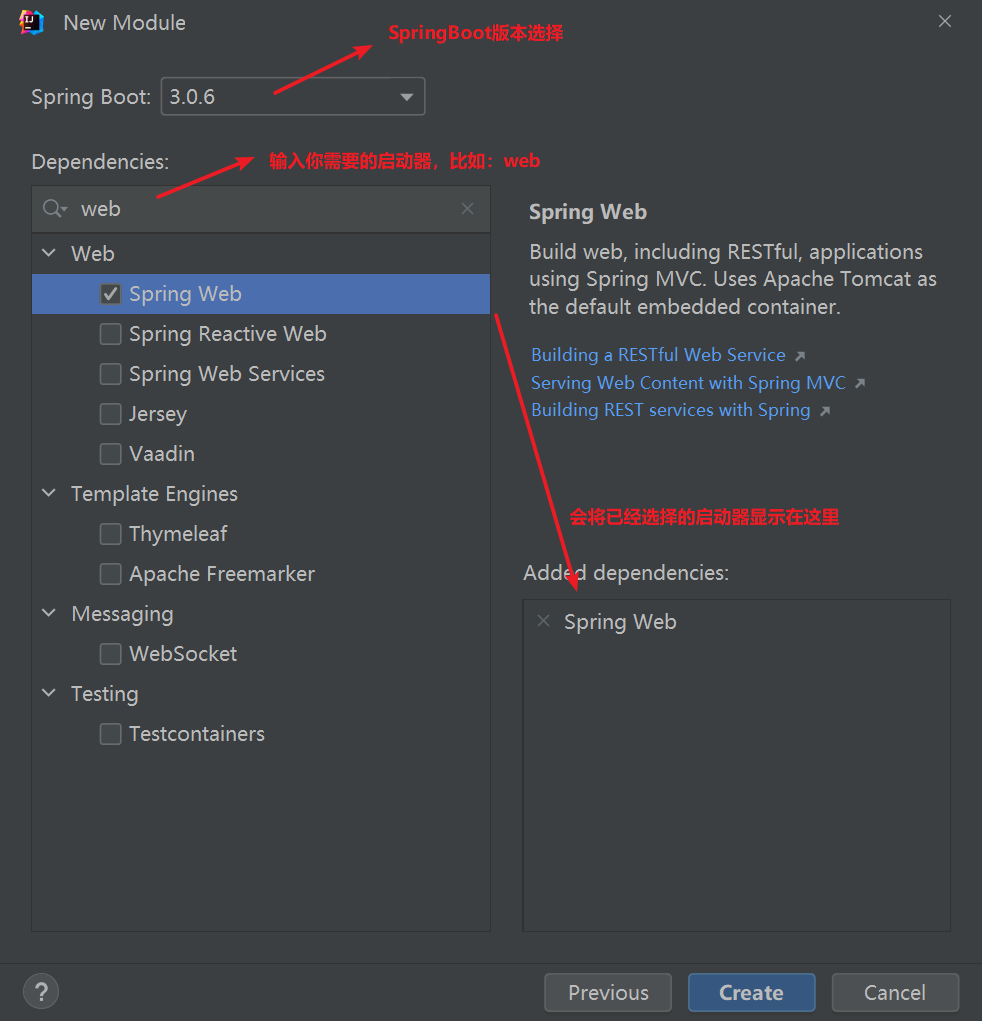 New Module
SpringBoot版本选择
Spring Boot: 3.0.6
Dependencies:
输入你需要的启动器，比如：web
web
Web
Spring Web
Spring Reactive Web
Spring Web Services
Jersey
Vaadin
Template Engines
Thymeleaf
Apache Freemarker
Messaging
WebSocket
Testing
Testcontainers
Spring Web
Build web, including RESTful, applications
using Spring MVC. Uses Apache Tomcat as
the default embedded container.
Building a RESTful Web Service
Serving Web Content with Spring MVC
Building REST services with Spring
会将已经选择的启动器显示在这里
Added dependencies:
Spring Web
?
Previous
Create
Cancel